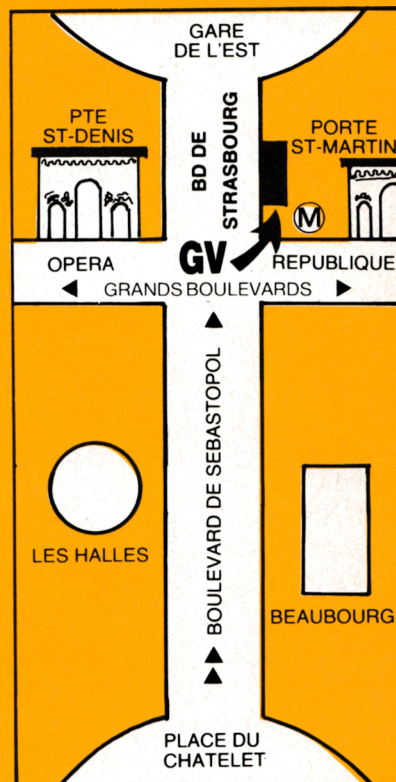 GARE
DE L'EST
PTE
ST-DENIS
BD DE
STRASBOURG
PORTE
ST-MARTIN
M
OPERA
GV
REPUBLIQUE
GRANDS BOULEVARDS
BOULEVARD DE SEBASTOPOL
LES HALLES
BEAUBOURG
PLACE DU
CHATELET